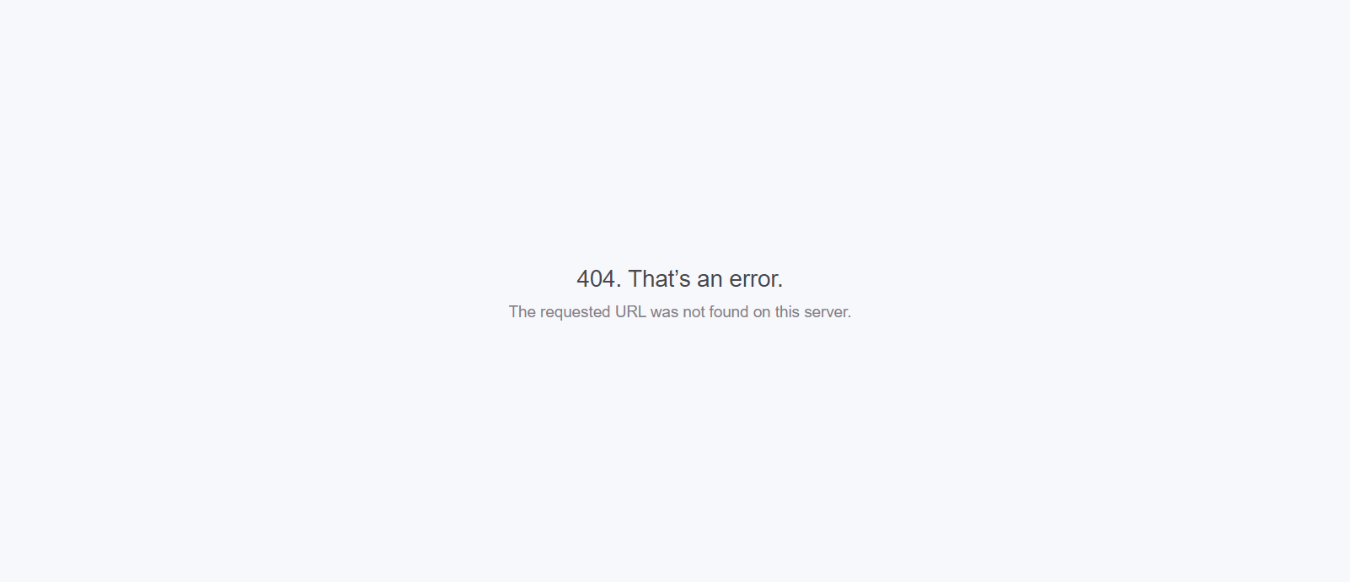 404. That’s an error.
The requested URL was not found on this server.